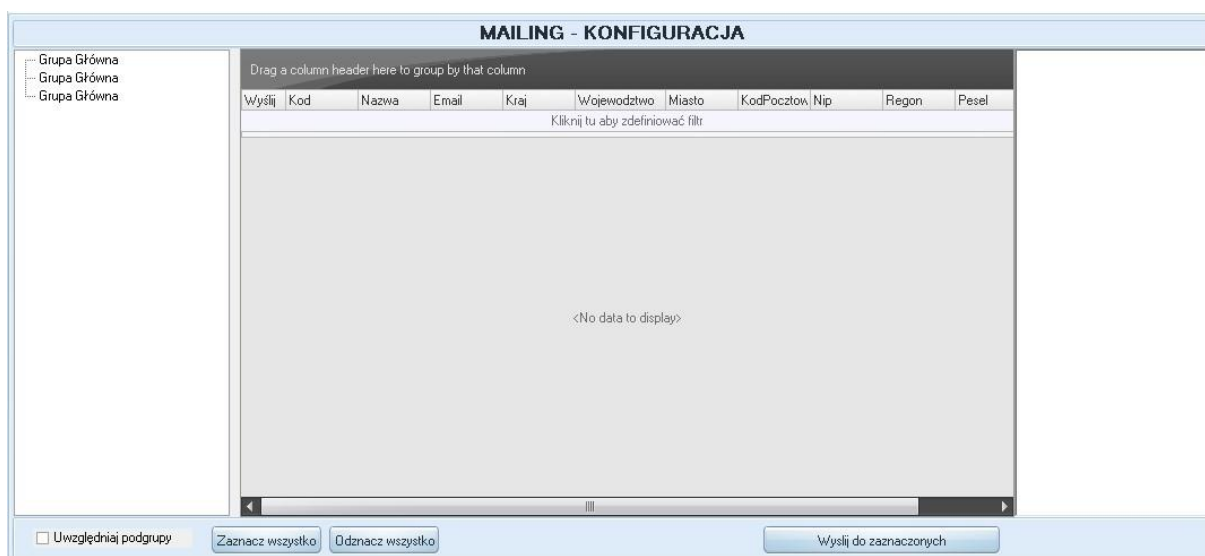 MAILING - KONFIGURACJA
Grupa Główna
Grupa Główna
Grupa Główna
Drag a column header here to group by that column
Wyślij Kod Nazwa Email Kraj Wojewodztwo Miasto KodPocztow Nip Regon Pesel
Kliknij tu aby zdefiniować filtr
<No data to display>
Uwzględniaj podgrupy Zaznacz wszystko Odznacz wszystko Wyslij do zaznaczonych